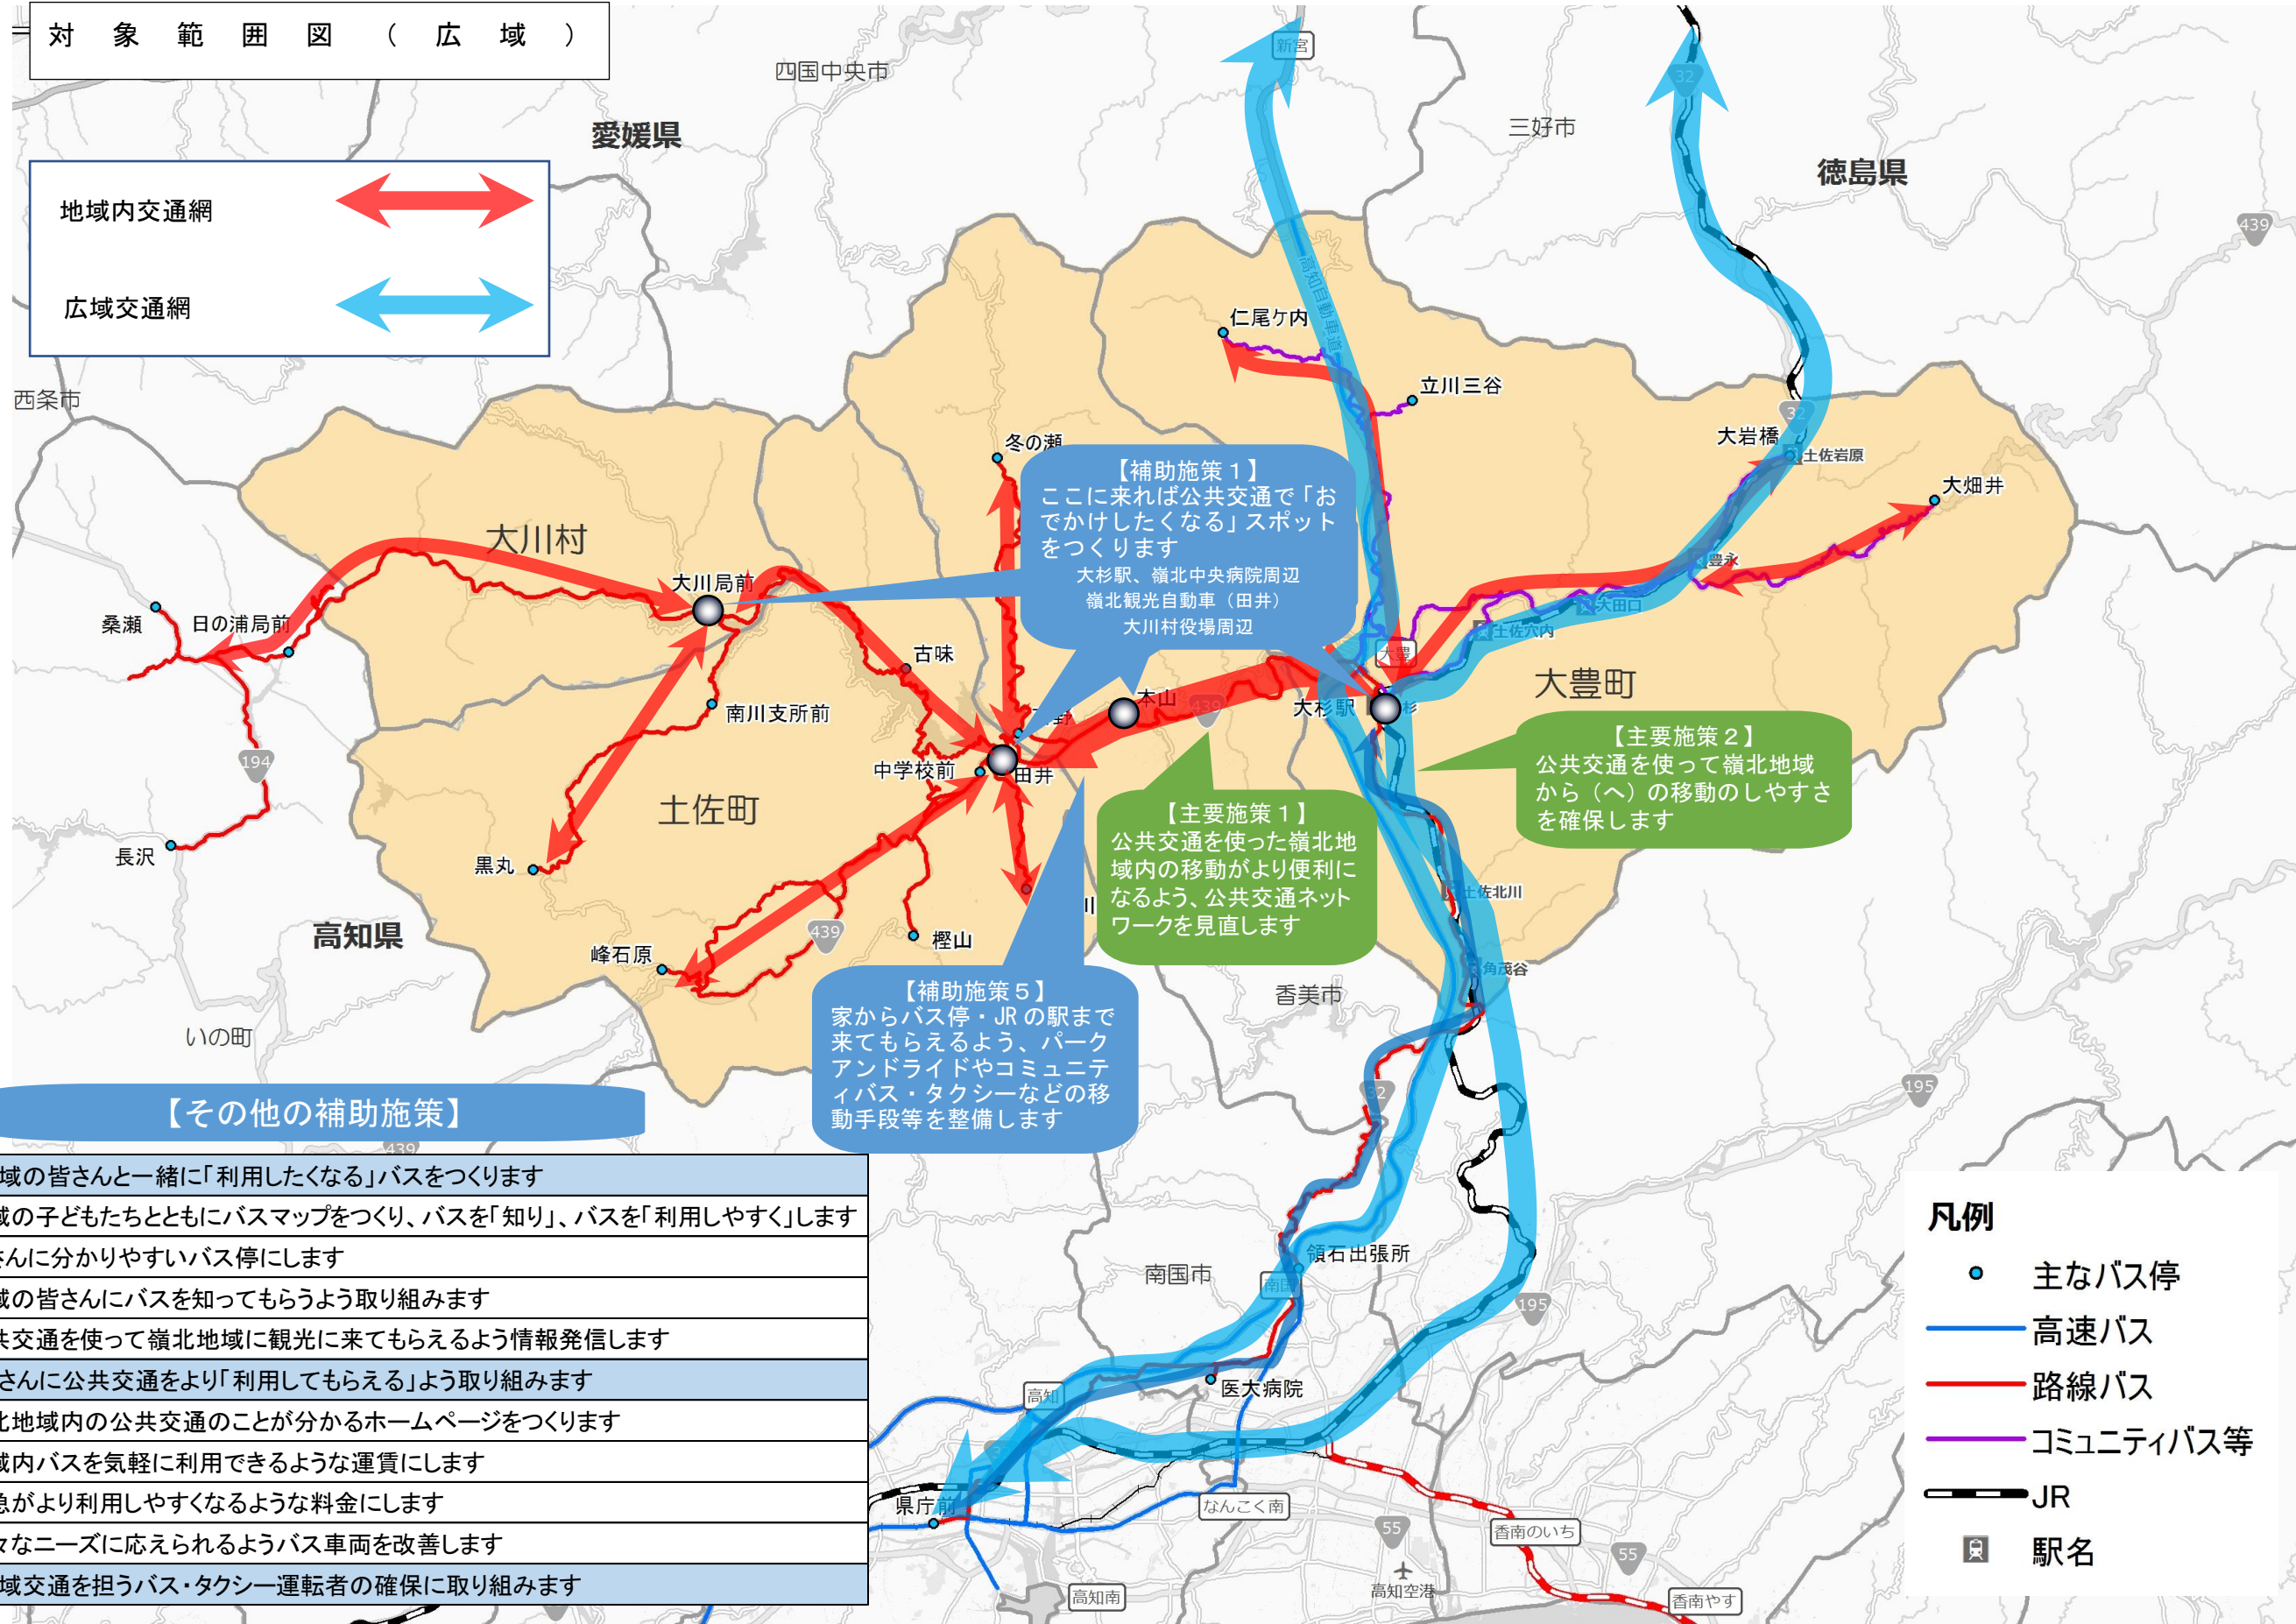 対象範囲図（広域）
地域内交通網
広域交通網
新宮
四国中央市
愛媛県
32
三好市
徳島県
439
西条市
高知自動車道
仁尾ケ内
立川三谷
32
大岩橋
土佐岩原
大畑井
冬の瀬
【補助施策１】
ここに来れば公共交通で「お
でかけしたくなる」スポット
をつくります
大杉駅、嶺北中央病院周辺
嶺北観光自動車（田井）
大川村役場周辺
大川村
大川局前
豊永
大田口
土佐穴内
桑瀬
日の浦局前
古味
大豊
大豊町
南川支所前
野
本山
439
大杉駅
杉
194
中学校前
田井
土佐町
【主要施策２】
公共交通を使って嶺北地域
から（へ）の移動のしやすさ
を確保します
【主要施策１】
公共交通を使った嶺北地
域内の移動がより便利に
なるよう、公共交通ネット
ワークを見直します
長沢
黒丸
土佐北川
川
高知県
439
樫山
峰石原
角茂谷
香美市
いの町
【補助施策５】
家からバス停・JR の駅まで
来てもらえるよう、パーク
アンドライドやコミュニテ
ィバス・タクシーなどの移
動手段等を整備します
32
195
【その他の補助施策】
439
域の皆さんと一緒に「利用したくなる」バスをつくります
域の子どもたちとともにバスマップをつくり、バスを「知り」、バスを「利用しやすく」します
さんに分かりやすいバス停にします
域の皆さんにバスを知ってもらうよう取り組みます
共交通を使って嶺北地域に観光に来てもらえるよう情報発信します
さんに公共交通をより「利用してもらえる」よう取り組みます
北地域内の公共交通のことが分かるホームページをつくります
域内バスを気軽に利用できるような運賃にします
急がより利用しやすくなるような料金にします
々なニーズに応えられるようバス車両を改善します
域交通を担うバス・タクシー運転者の確保に取り組みます
領石出張所
南国市
南国
195
医大病院
高知
県庁前
なんこく南
55
香南のいち
55
高知空港
高知南
香南やす
凡例
主なバス停
高速バス
路線バス
コミュニティバス等
JR
駅名